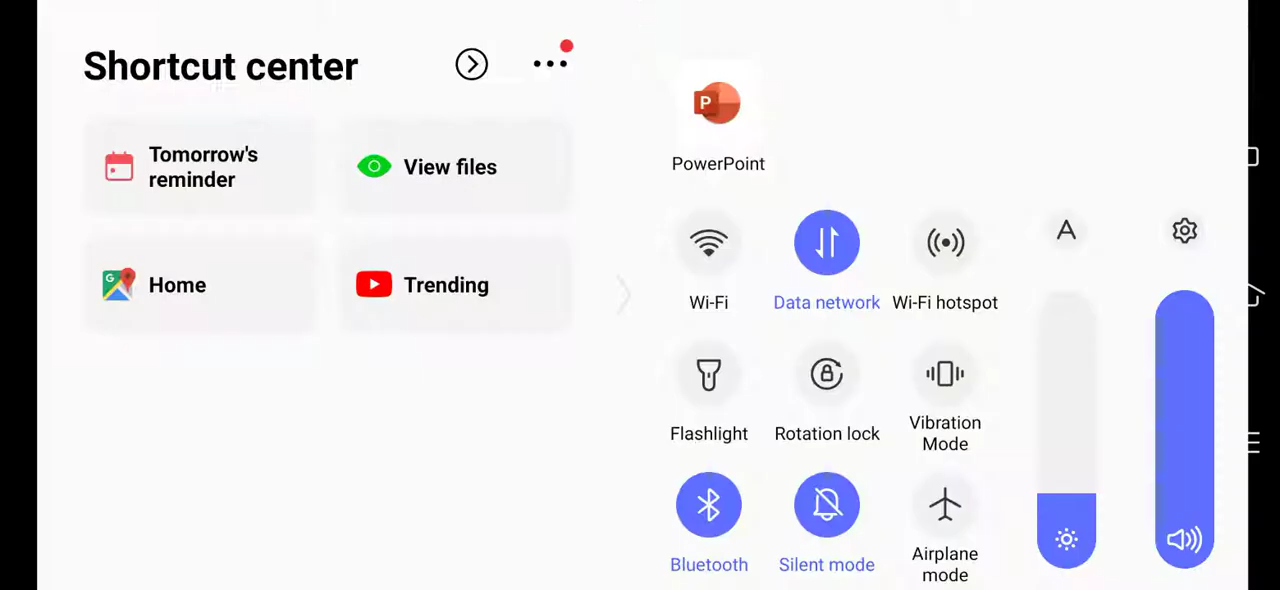 Shortcut center
Tomorrow's
reminder
View files
Home
Trending
P
PowerPoint
A
Wi-Fi
Data network
Wi-Fi hotspot
Flashlight
Rotation lock
Vibration
Mode
Bluetooth
Silent mode
Airplane
mode
G